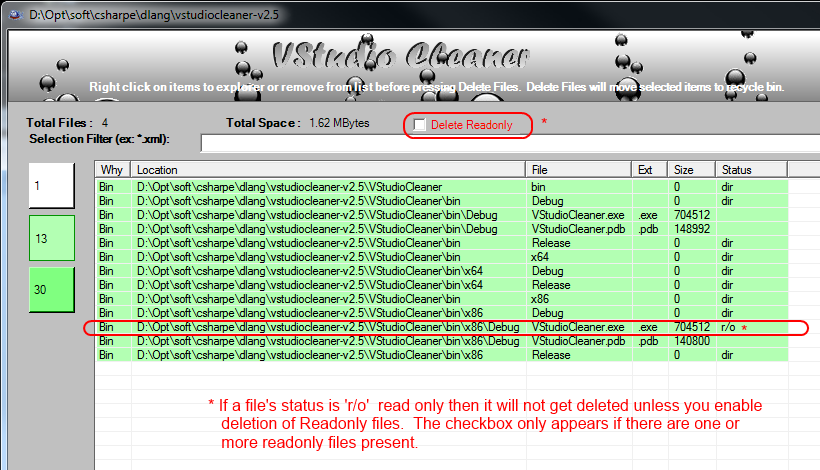 D:\Opt\soft\csharpe\dlang\vstudiocleaner-v2.5
VStudio Cleaner
Right click on items to explorer or remove from list before pressing Delete Files. Delete Files will move selected items to recycle bin.
Total Files : 4 Total Space : 1.62 MBytes Delete Readonly *
Selection Filter (ex: *.xml):
Why Location File Ext Size Status
Bin D:\Opt\soft\csharpe\dlang\vstudiocleaner-v2.5\VStudioCleaner bin 0 dir
Bin D:\Opt\soft\csharpe\dlang\vstudiocleaner-v2.5\VStudioCleaner\bin Debug 0 dir
Bin D:\Opt\soft\csharpe\dlang\vstudiocleaner-v2.5\VStudioCleaner\bin\Debug VStudioCleaner.exe .exe 704512
Bin D:\Opt\soft\csharpe\dlang\vstudiocleaner-v2.5\VStudioCleaner\bin\Debug VStudioCleaner.pdb .pdb 148992
Bin D:\Opt\soft\csharpe\dlang\vstudiocleaner-v2.5\VStudioCleaner\bin Release 0 dir
Bin D:\Opt\soft\csharpe\dlang\vstudiocleaner-v2.5\VStudioCleaner\bin x64 0 dir
Bin D:\Opt\soft\csharpe\dlang\vstudiocleaner-v2.5\VStudioCleaner\bin\x64 Debug 0 dir
Bin D:\Opt\soft\csharpe\dlang\vstudiocleaner-v2.5\VStudioCleaner\bin\x64 Release 0 dir
Bin D:\Opt\soft\csharpe\dlang\vstudiocleaner-v2.5\VStudioCleaner\bin x86 0 dir
Bin D:\Opt\soft\csharpe\dlang\vstudiocleaner-v2.5\VStudioCleaner\bin\x86 Debug 0 dir
Bin D:\Opt\soft\csharpe\dlang\vstudiocleaner-v2.5\VStudioCleaner\bin\x86\Debug VStudioCleaner.exe .exe 704512 r/o *
Bin D:\Opt\soft\csharpe\dlang\vstudiocleaner-v2.5\VStudioCleaner\bin\x86\Debug VStudioCleaner.pdb .pdb 140800
Bin D:\Opt\soft\csharpe\dlang\vstudiocleaner-v2.5\VStudioCleaner\bin\x86 Release 0 dir
1
13
30
* If a file's status is 'r/o' read only then it will not get deleted unless you enable
deletion of Readonly files. The checkbox only appears if there are one or
more readonly files present.